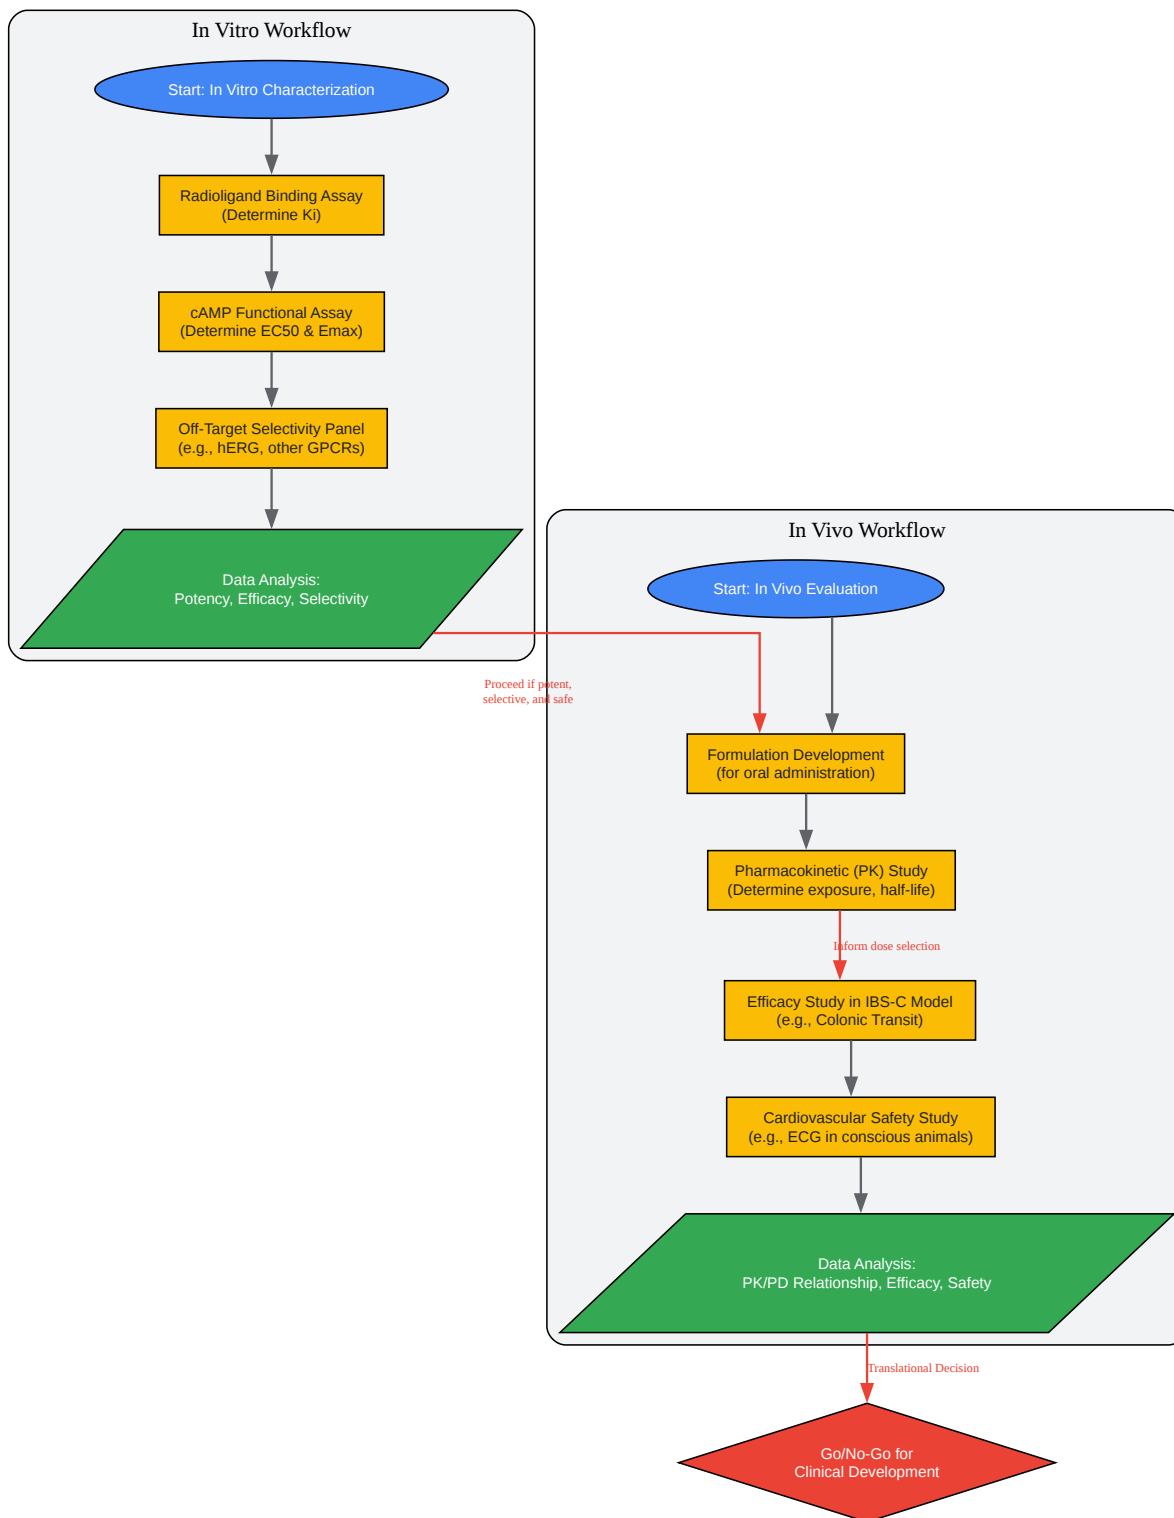 In Vitro Workflow
Start: In Vitro Characterization
Radioligand Binding Assay
(Determine Ki)
cAMP Functional Assay
(Determine EC50 & Emax)
Off-Target Selectivity Panel
(e.g., hERG, other GPCRs)
Data Analysis:
Potency, Efficacy, Selectivity
Proceed if potent,
selective, and safe
In Vivo Workflow
Start: In Vivo Evaluation
Formulation Development
(for oral administration)
Pharmacokinetic (PK) Study
(Determine exposure, half-life)
Inform dose selection
Efficacy Study in IBS-C Model
(e.g., Colonic Transit)
Cardiovascular Safety Study
(e.g., ECG in conscious animals)
Data Analysis:
PK/PD Relationship, Efficacy, Safety
Translational Decision
Go/No-Go for
Clinical Development